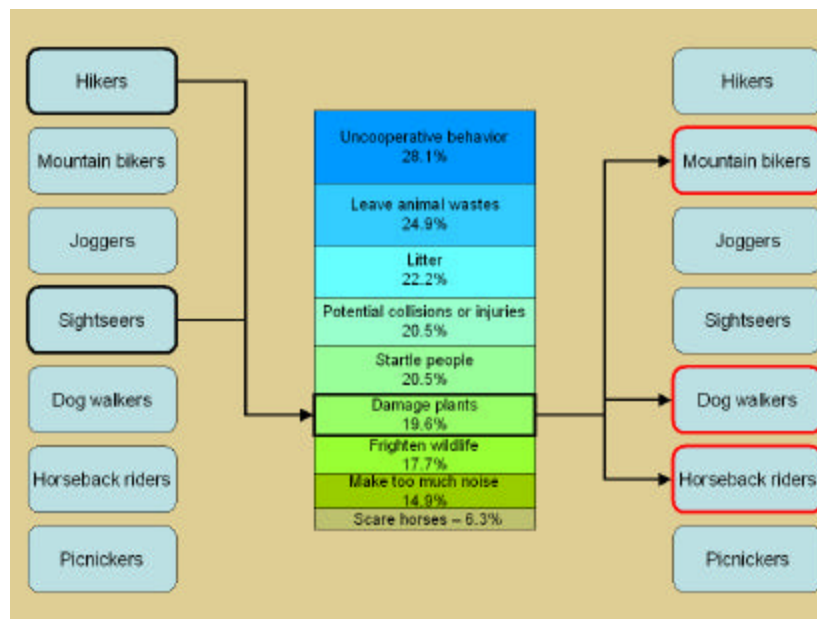 Hikers
Mountain bikers
Joggers
Sightseers
Dog walkers
Horseback riders
Picnickers
Uncooperative behavior
28.1%
Leave animal wastes
24.9%
Litter
22.2%
Potential collisions or injuries
20.5%
Startle people
20.5%
Damage plants
19.6%
Frighten wildlife
17.7%
Make too much noise
14.9%
Scare horses – 6.3%
Hikers
Mountain bikers
Joggers
Sightseers
Dog walkers
Horseback riders
Picnickers